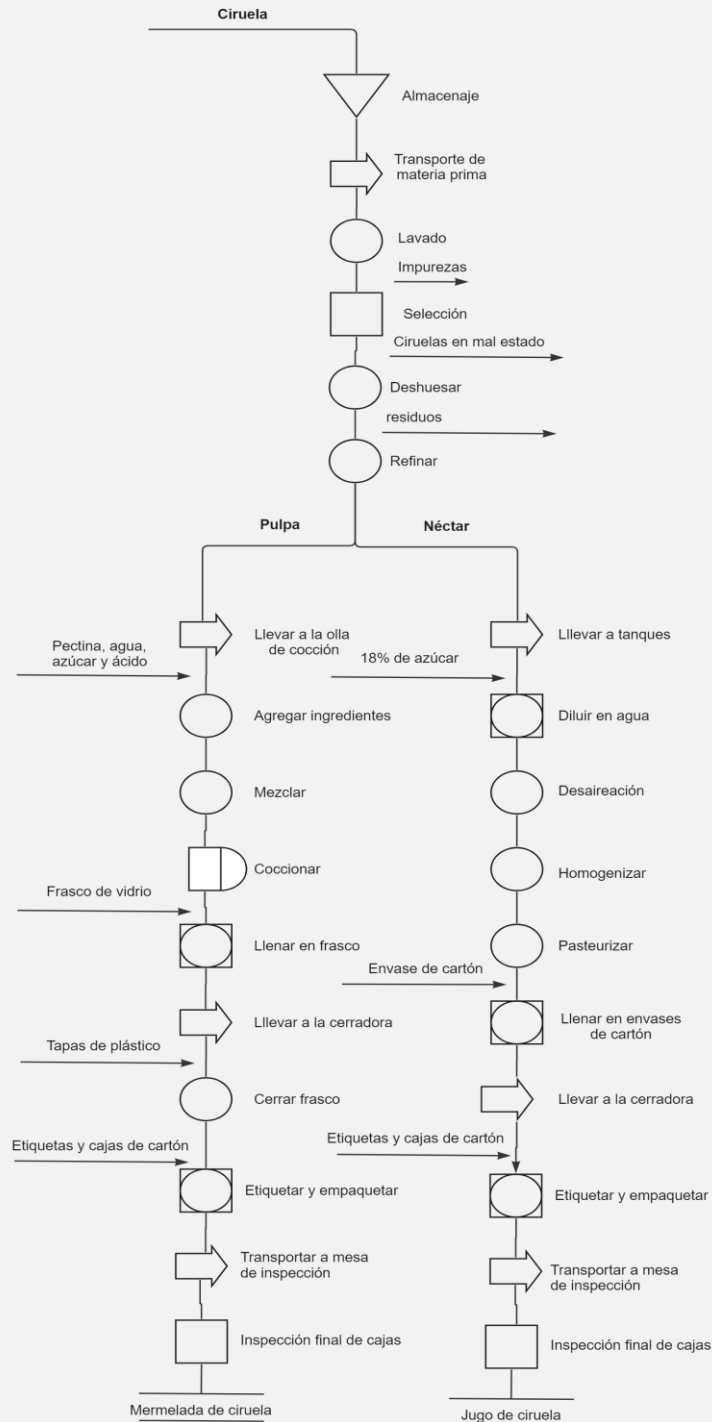 Ciruela
Almacenaje
Transporte de
materia prima
Lavado
Impurezas
Selección
Ciruelas en mal estado
Deshuesar
residuos
Refinar
Pulpa
Néctar
Llevar a la olla
de cocción
Pectina, agua,
azúcar y ácido
Agregar ingredientes
Mezclar
Coccionar
Frasco de vidrio
Llenar en frasco
Lllevar a la cerradora
Tapas de plástico
Cerrar frasco
Etiquetas y cajas de cartón
Etiquetar y empaquetar
Transportar a mesa
de inspección
Inspección final de cajas
Mermelada de ciruela
Lllevar a tanques
18% de azúcar
Diluir en agua
Desaireación
Homogenizar
Pasteurizar
Envase de cartón
Llenar en envases
de cartón
Llevar a la cerradora
Etiquetas y cajas de cartón
Etiquetar y empaquetar
Transportar a mesa
de inspección
Inspección final de cajas
Jugo de ciruela